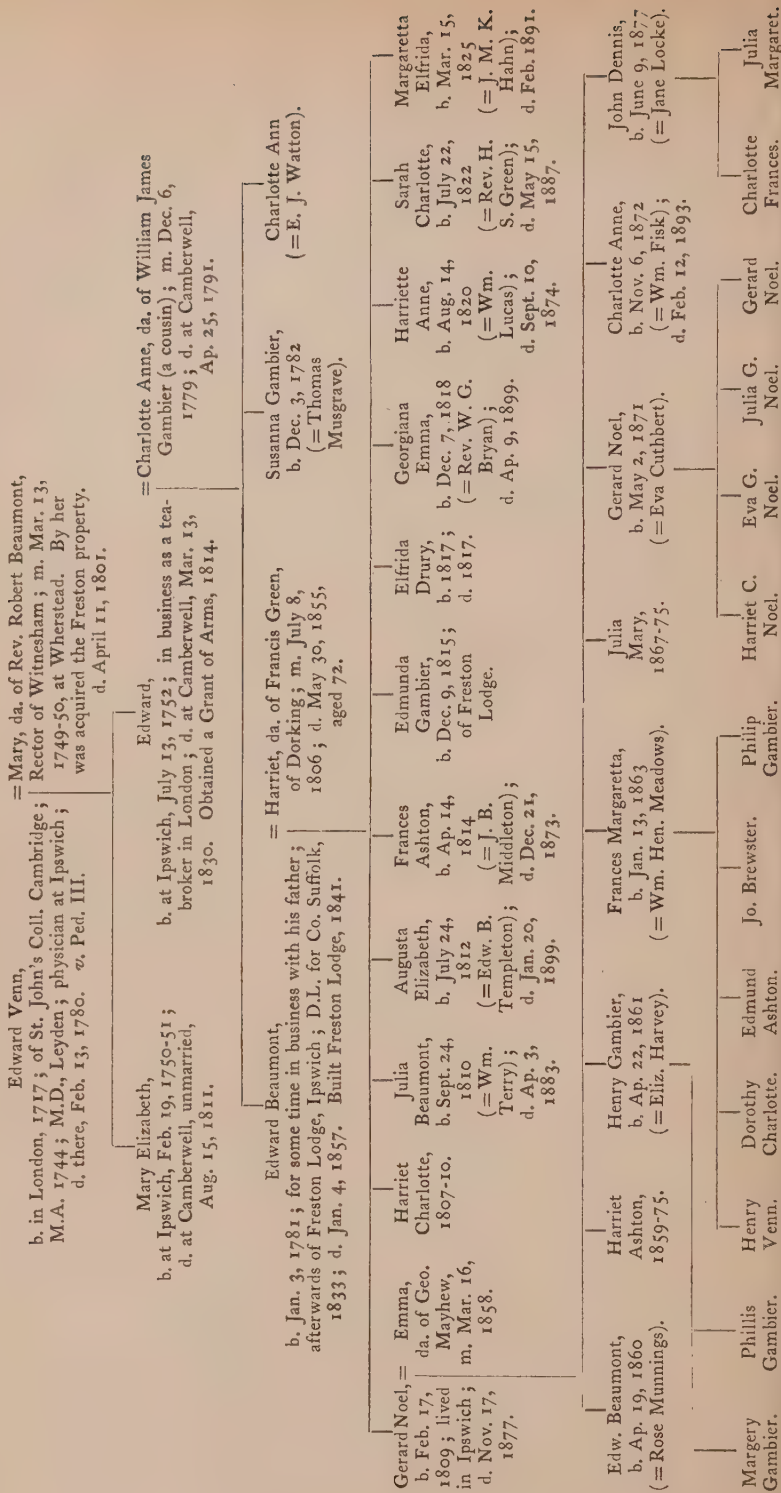 Edward Venn,
b. in London, 1717; of St. John's Coll. Cambridge;
M.A. 1744; M.D., Leyden; physician at Ipswich;
d. there, Feb. 13, 1780. v. Ped. III.
= Mary, da. of Rev. Robert Beaumont,
Rector of Witnesham; m. Mar. 13,
1749-50, at Wherstead. By her
was acquired the Freston property.
d. April 11, 1801.
Mary Elizabeth,
b. at Ipswich, Feb. 19, 1750-51;
d. at Camberwell, unmarried,
Aug. 15, 1811.
Edward,
b. at Ipswich, July 13, 1752; in business as a tea-
broker in London; d. at Camberwell, Mar. 13,
1830. Obtained a Grant of Arms, 1814.
= Charlotte Anne, da. of William James
Gambier (a cousin); m. Dec. 6,
1779; d. at Camberwell,
Ap. 25, 1791.
Edward Beaumont,
b. Jan. 3, 1781; for some time in business with his father;
afterwards of Freston Lodge, Ipswich; D.L. for Co. Suffolk,
1833; d. Jan. 4, 1857. Built Freston Lodge, 1841.
= Harriet, da. of Francis Green,
of Dorking; m. July 8,
1806; d. May 30, 1855,
aged 72.
Susanna Gambier,
b. Dec. 3, 1782
(= Thomas
Musgrave).
Charlotte Ann
(= E. J. Watton).
Gerard Noel, =
b. Feb. 17,
1809; lived
in Ipswich;
d. Nov. 17,
1877.
Emma,
da. of Geo.
Mayhew,
m. Mar. 16,
1858.
Harriet
Charlotte,
1807-10.
Julia
Beaumont,
b. Sept. 24,
1810
(= Wm.
Terry);
d. Ap. 3,
1883.
Augusta
Elizabeth,
b. July 24,
1812
(= Edw. B.
Templeton);
d. Jan. 20,
1899.
Frances
Ashton,
b. Ap. 14,
1814
(= J. B.
Middleton);
d. Dec. 21,
1873.
Edmunda
Gambier,
b. Dec. 9, 1815;
of Freston
Lodge.
Elfrida
Drury,
b. 1817;
d. 1817.
Georgiana
Emma,
b. Dec. 7, 1818
(= Rev. W. G.
Bryan);
d. Ap. 9, 1899.
Harriette
Anne,
b. Aug. 14,
1820
(= Wm.
Lucas);
d. Sept. 10,
1874.
Sarah
Charlotte,
b. July 22,
1822
(= Rev. H.
S. Green);
d. May 15,
1887.
Margaretta
Elfrida,
b. Mar. 15,
1825
(= J. M. K.
Hahn);
d. Feb. 1891.
Edw. Beaumont,
b. Ap. 19, 1860
(= Rose Munnings).
Harriet
Ashton,
1859-75.
Henry Gambier,
b. Ap. 22, 1861
(= Eliz. Harvey).
Frances Margaretta,
b. Jan. 13, 1863
(= Wm. Hen. Meadows).
Julia
Mary,
1867-75.
Gerard Noel,
b. May 2, 1871
(= Eva Cuthbert).
Charlotte Anne,
b. Nov. 6, 1872
(= Wm. Fisk);
d. Feb. 12, 1893.
John Dennis,
b. June 9, 1877
(= Jane Locke).
Margery
Gambier.
Phillis
Gambier.
Henry
Venn.
Dorothy
Charlotte.
Edmund
Ashton.
Jo. Brewster.
Philip
Gambier.
Harriet C.
Noel.
Eva G.
Noel.
Julia G.
Noel.
Gerard
Noel.
Charlotte
Frances.
Julia
Margaret.